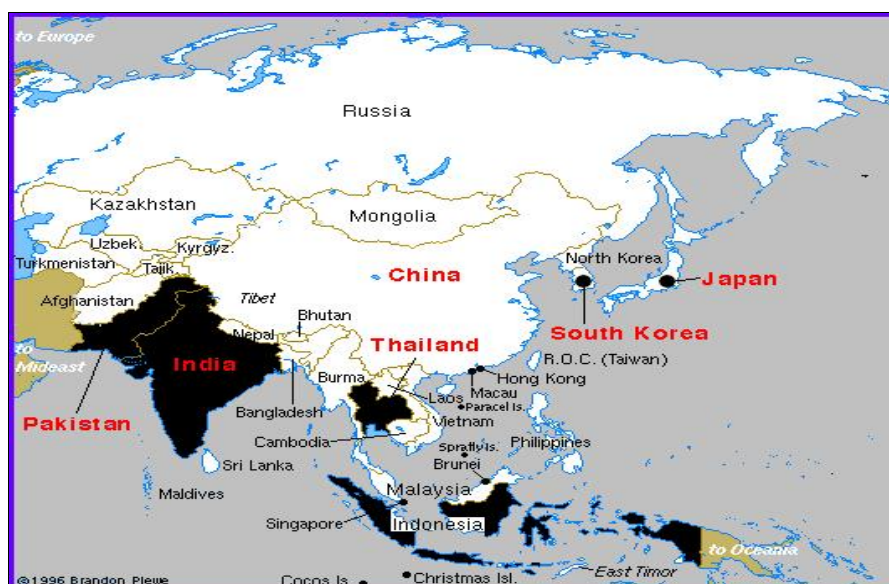 to Europe
Russia
Kazakhstan
Mongolia
Uzbek.
Kyrgyz.
Turkmenistan
Tajik.
North Korea
China
Japan
Afghanistan
Tibet
South Korea
Bhutan
Nepal
Thailand
to
Mideast
India
R.O.C. (Taiwan)
Burma
Hong Kong
Laos
Macau
Pakistan
Bangladesh
Paracel Is.
Vietnam
Cambodia
Spratly Is.
Philippines
Sri Lanka
Brunei
Maldives
Malaysia
Singapore
Indonesia
to Oceania
East Timor
©1996 Brandon Plewe
Cocos Is.
Christmas Isl.